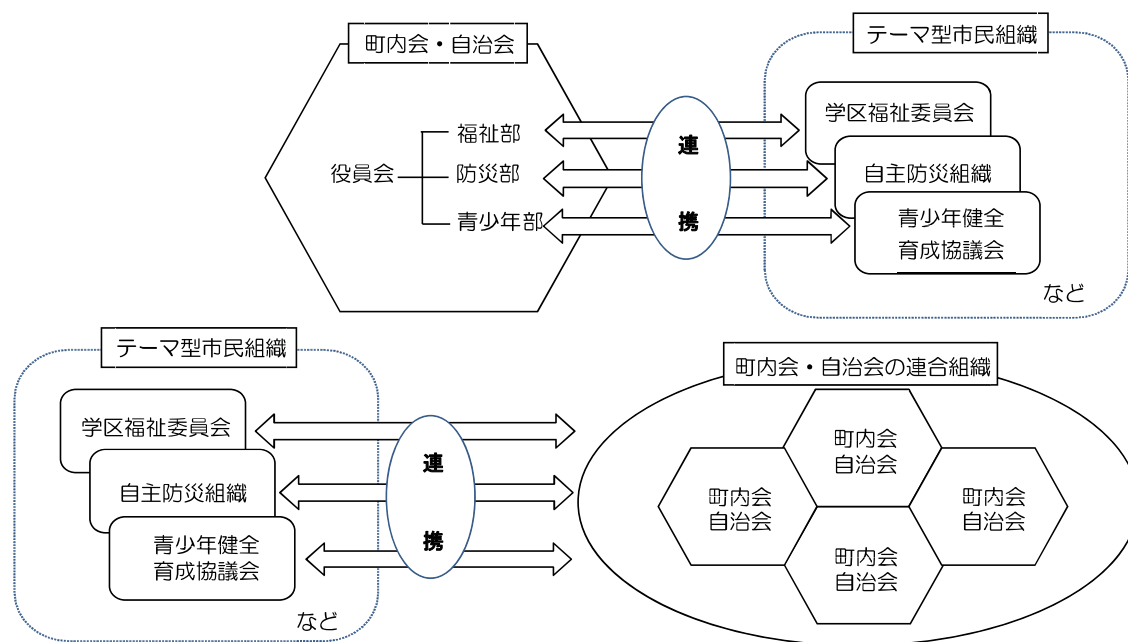 町内会・自治会
役員会
福祉部
防災部
青少年部
連
携
テーマ型市民組織
学区福祉委員会
自主防災組織
青少年健全
育成協議会
など
テーマ型市民組織
学区福祉委員会
自主防災組織
青少年健全
育成協議会
など
連
携
町内会・自治会の連合組織
町内会
自治会
町内会
自治会
町内会
自治会
町内会
自治会